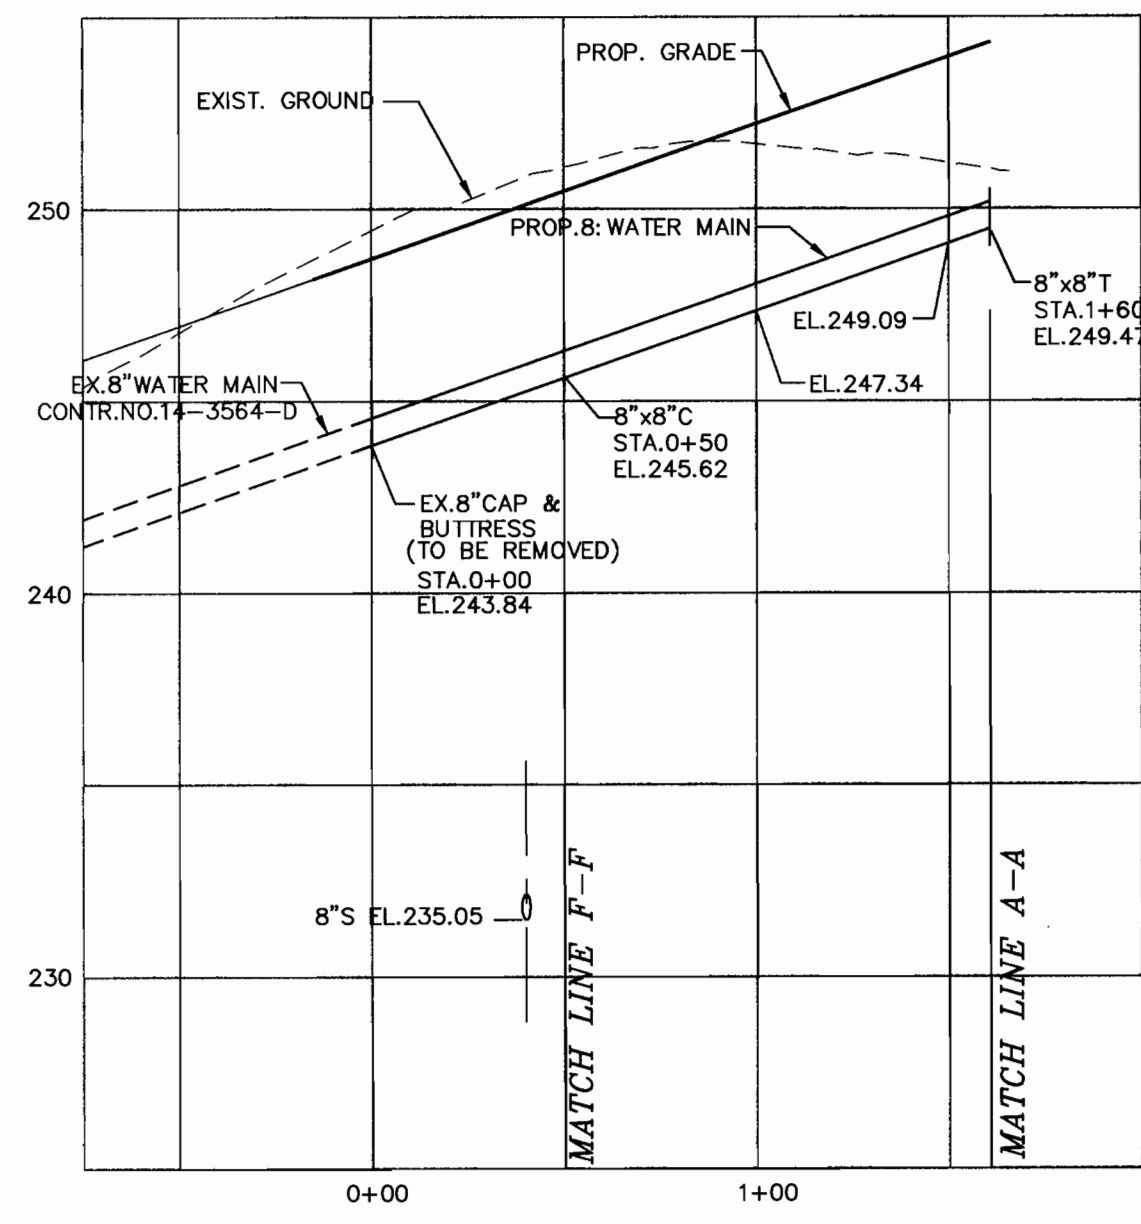 PROP. GRADE
EXIST. GROUND
250
PROP.8: WATER MAIN
8"x8"T
STA.1+60
EL.249.47
EL.249.09
EX.8"WATER MAIN
CONTR.NO.14-3564-D
EL.247.34
8"x8"C
STA.0+50
EL.245.62
EX.8"CAP &
BUTTRESS
(TO BE REMOVED)
STA.0+00
EL.243.84
240
8"S EL.235.05
230
MATCH LINE F-F
MATCH LINE A-A
0+00
1+00